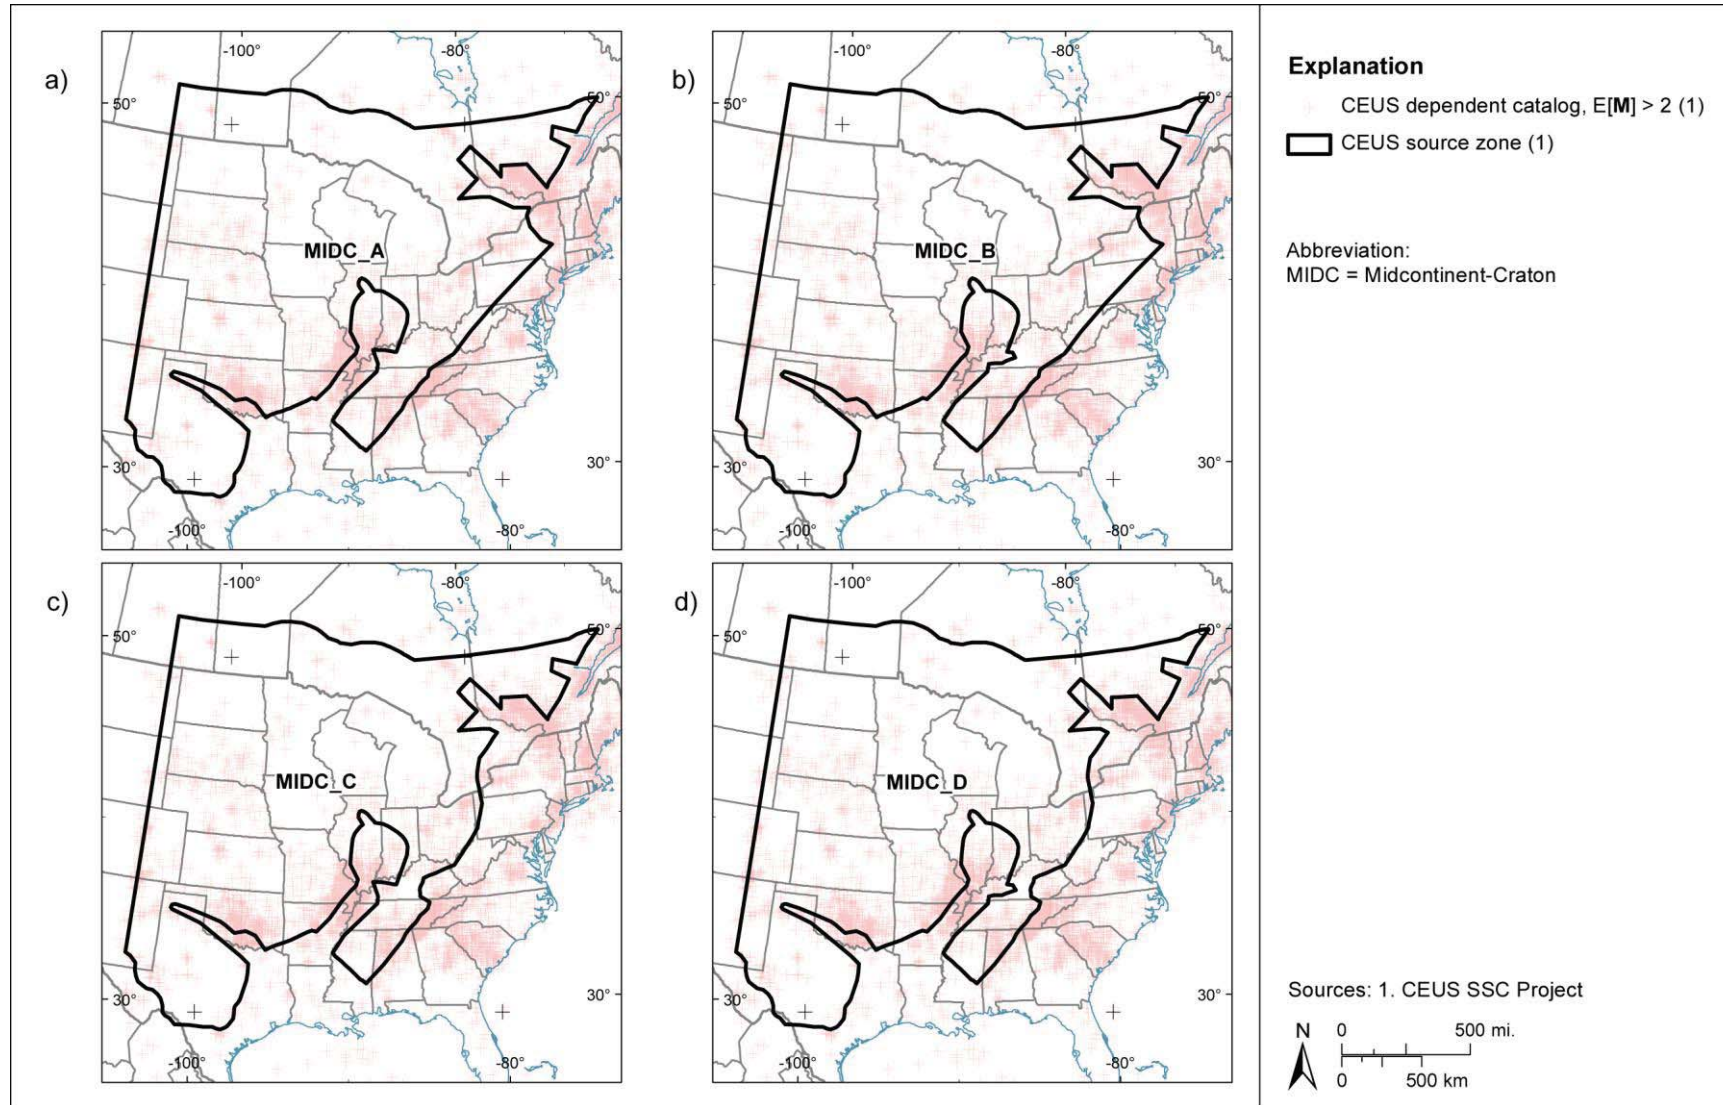 a)
-100°
-80°
50°
50°
MIDC_A
30°
30°
-100°
-80°
b)
-100°
-80°
50°
50°
MIDC_B
30°
30°
-100°
-80°
c)
-100°
-80°
50°
50°
MIDC_C
30°
30°
-100°
-80°
d)
-100°
-80°
50°
50°
MIDC_D
30°
30°
-100°
-80°
Explanation
CEUS dependent catalog, E[M] > 2 (1)
CEUS source zone (1)
Abbreviation:
MIDC = Midcontinent-Craton
Sources: 1. CEUS SSC Project
N
0 500 mi.
0 500 km